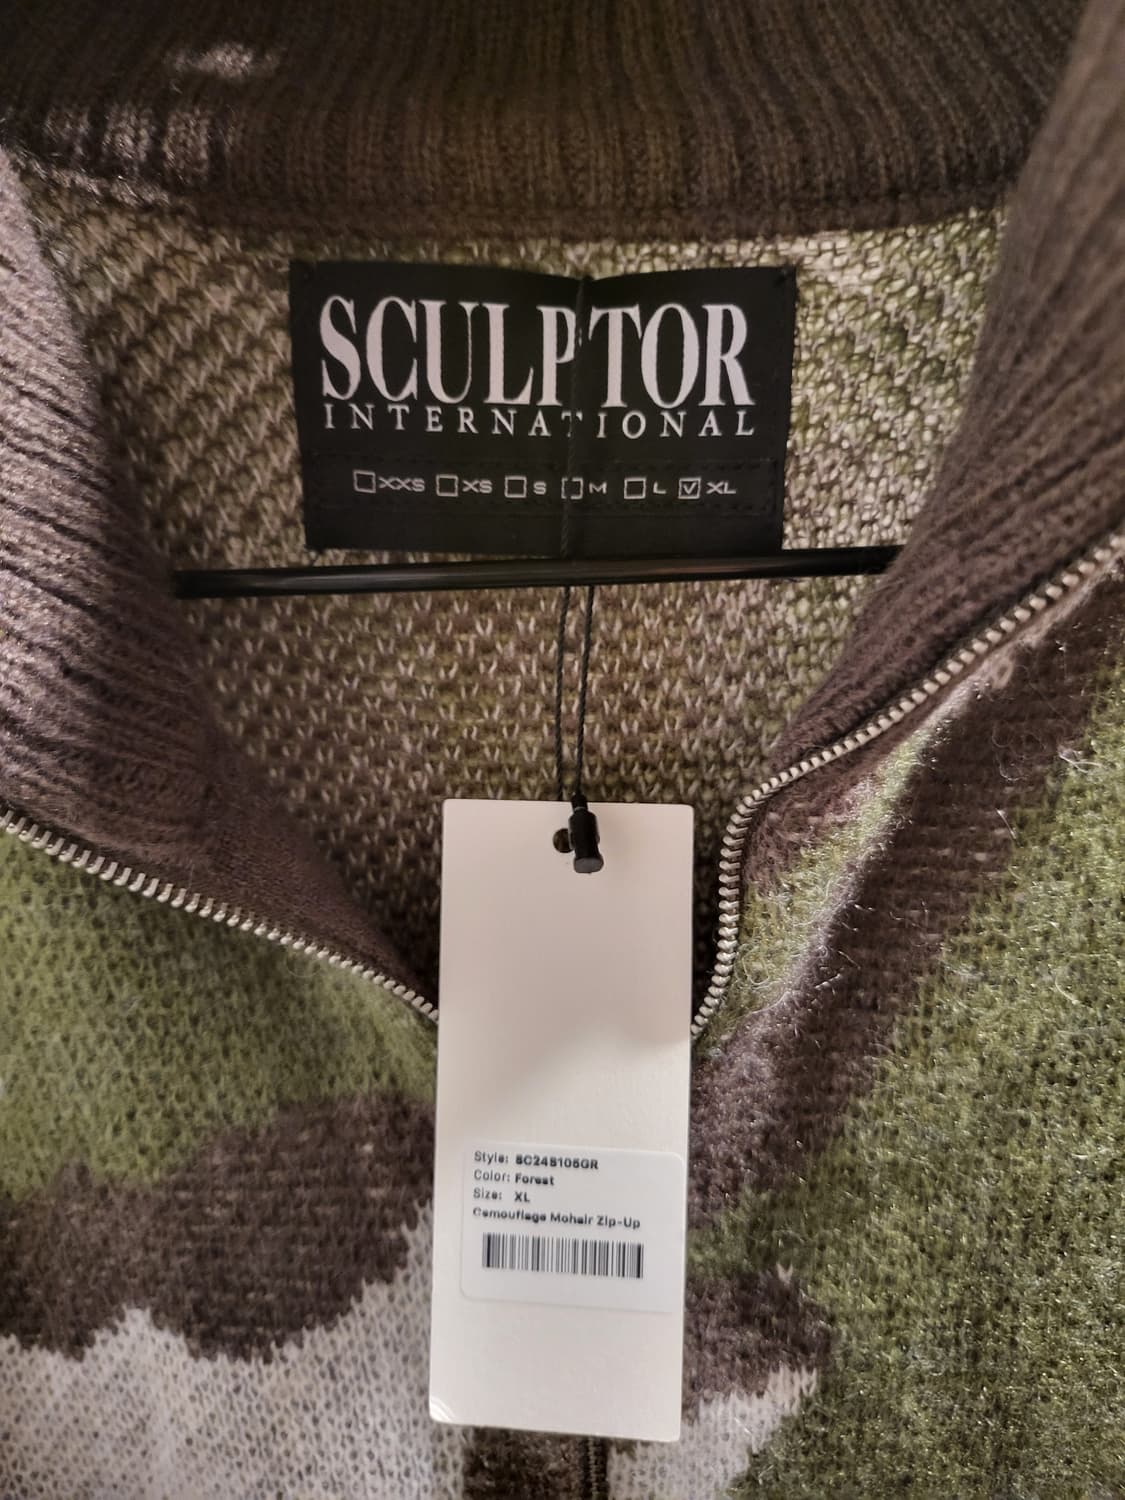 SCULPTOR
INTERNATIONAL
XXS XS S M L XL
Style: SC24S105GR
Color: Forest
Size: XL
Camouflage Mohair Zip-Up